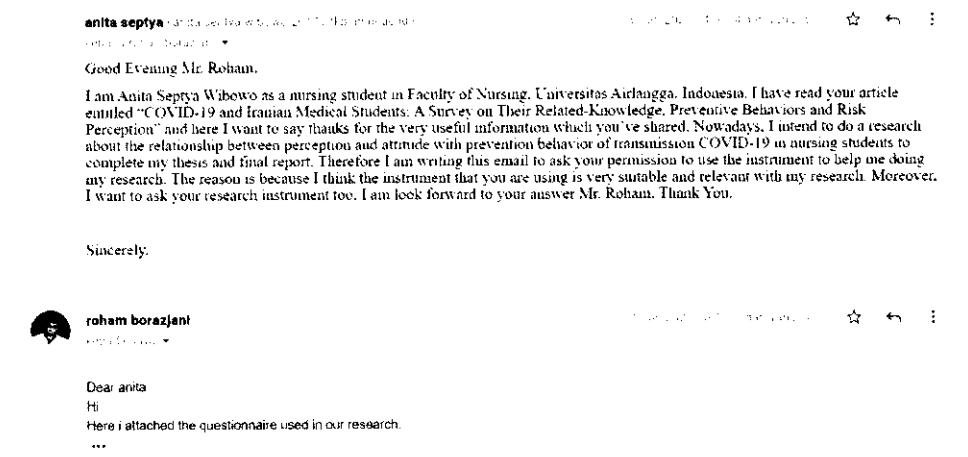 anita septya
Good Evening Mr. Roham,
I am Anita Septya Wibowo as a nursing student in Faculty of Nursing, Universitas Airlangga, Indonesia. I have read your article
entitled “COVID-19 and Iranian Medical Students; A Survey on Their Related-Knowledge, Preventive Behaviors and Risk
Perception” and here I want to say thanks for the very useful information which you've shared. Nowadays, I intend to do a research
about the relationship between perception and attitude with prevention behavior of transmission COVID-19 in nursing students to
complete my thesis and final report. Therefore I am writing this email to ask your permission to use the instrument to help me doing
my research. The reason is because I think the instrument that you are using is very suitable and relevant with my research. Moreover,
I want to ask your research instrument too. I am look forward to your answer Mr. Roham. Thank You.
Sincerely,
roham borazjani
Dear anita
Hi
Here i attached the questionnaire used in our research.
...